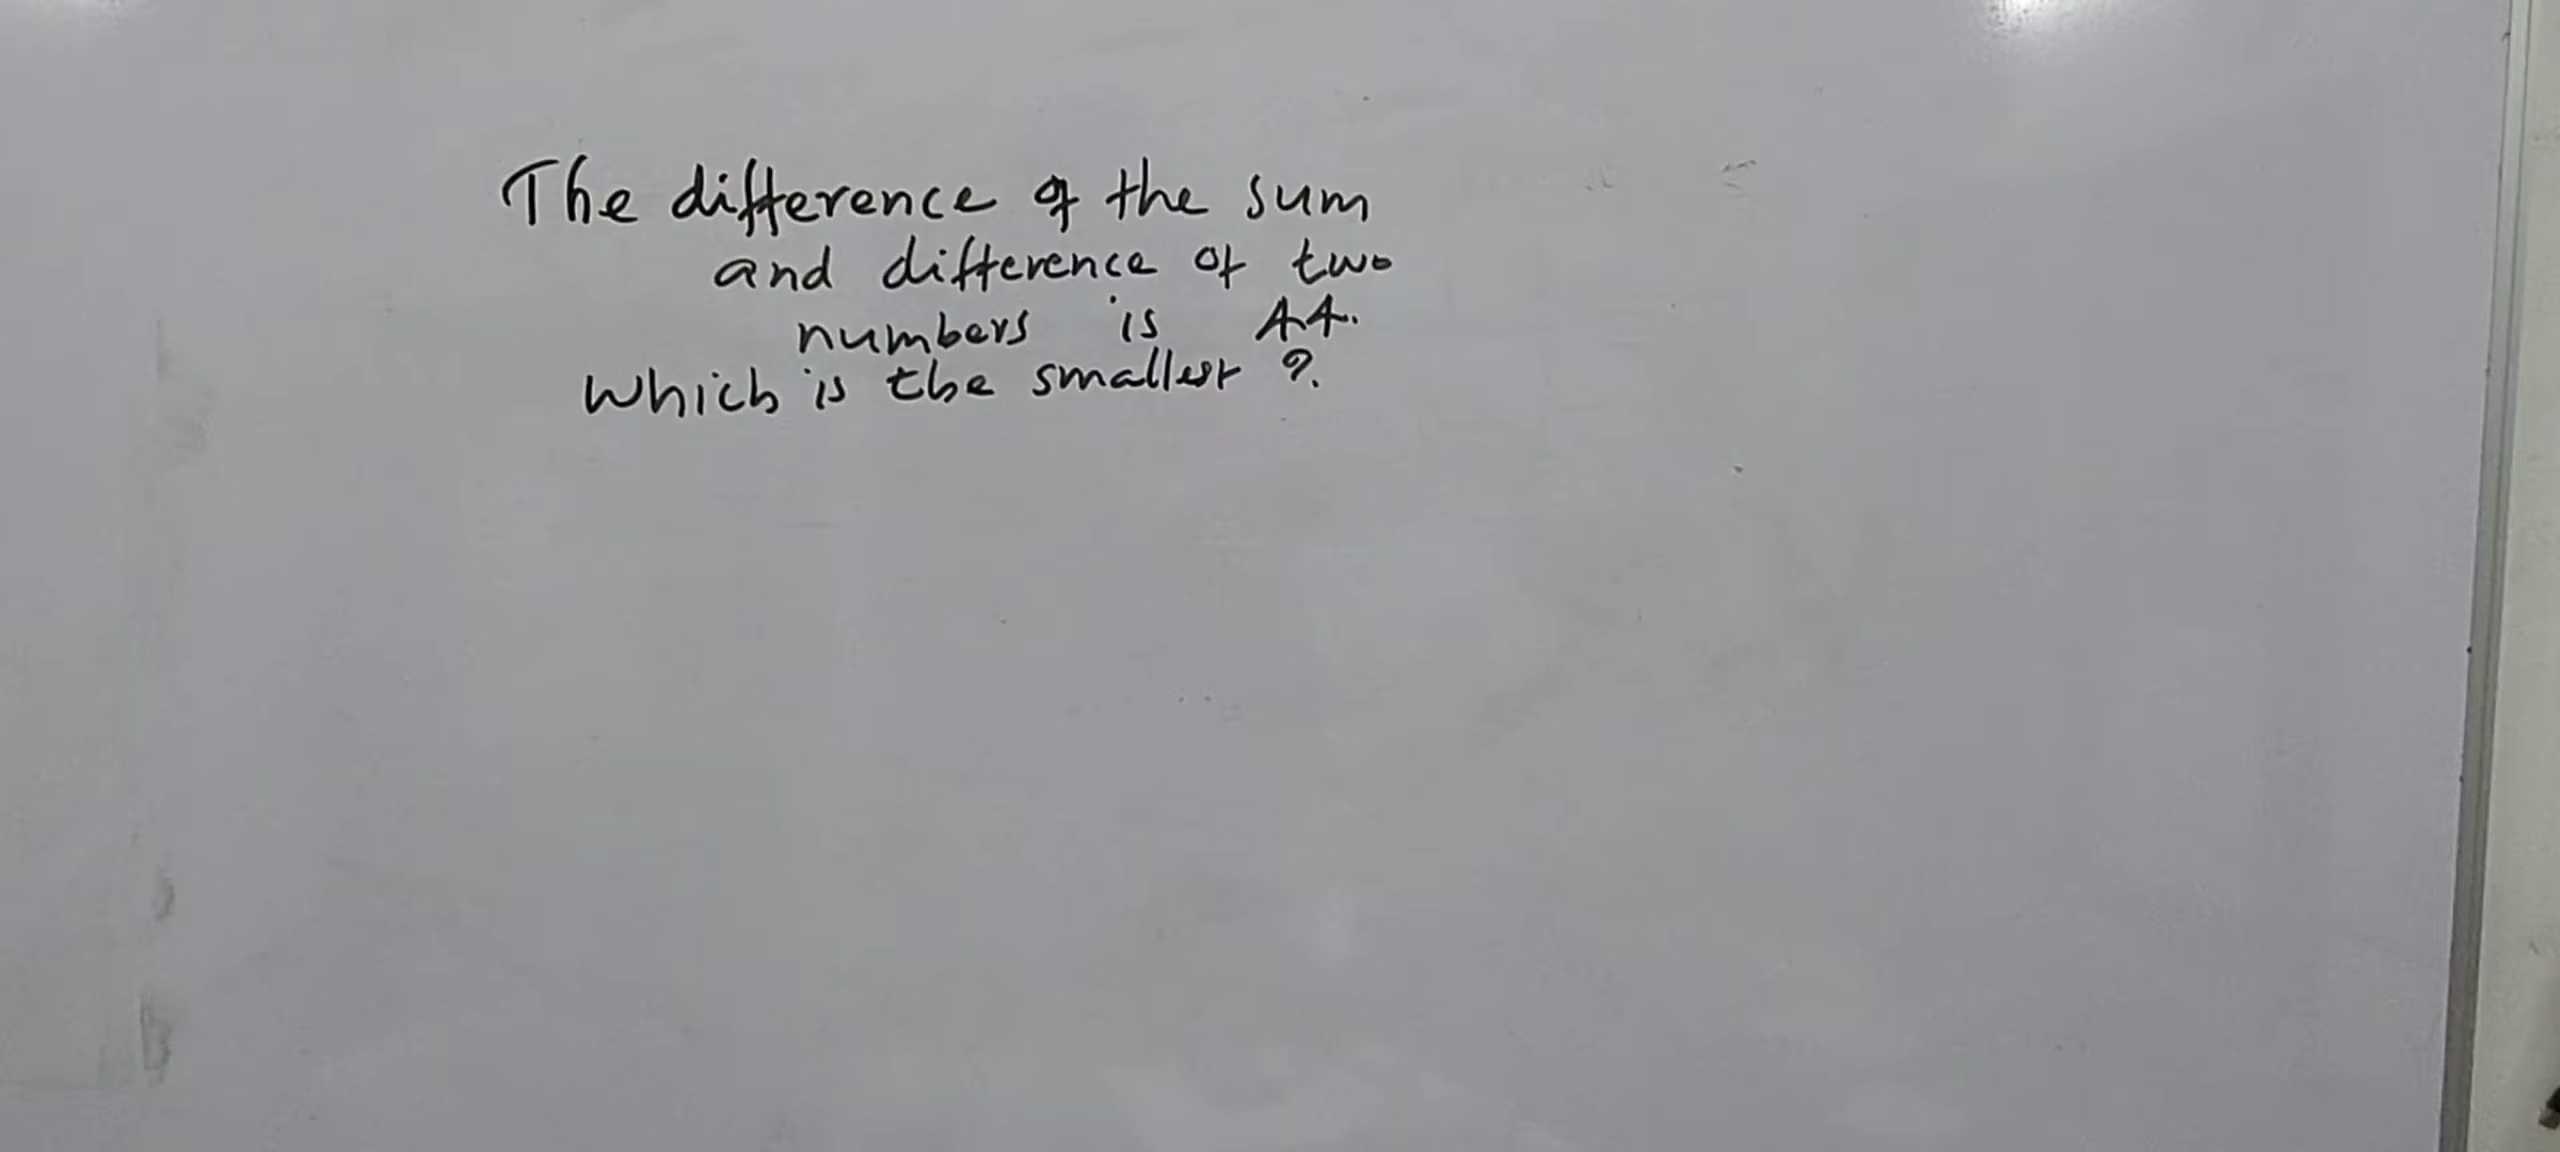 The difference of the sum
and difference of two
numbers is 44.
Which is the smallest ?